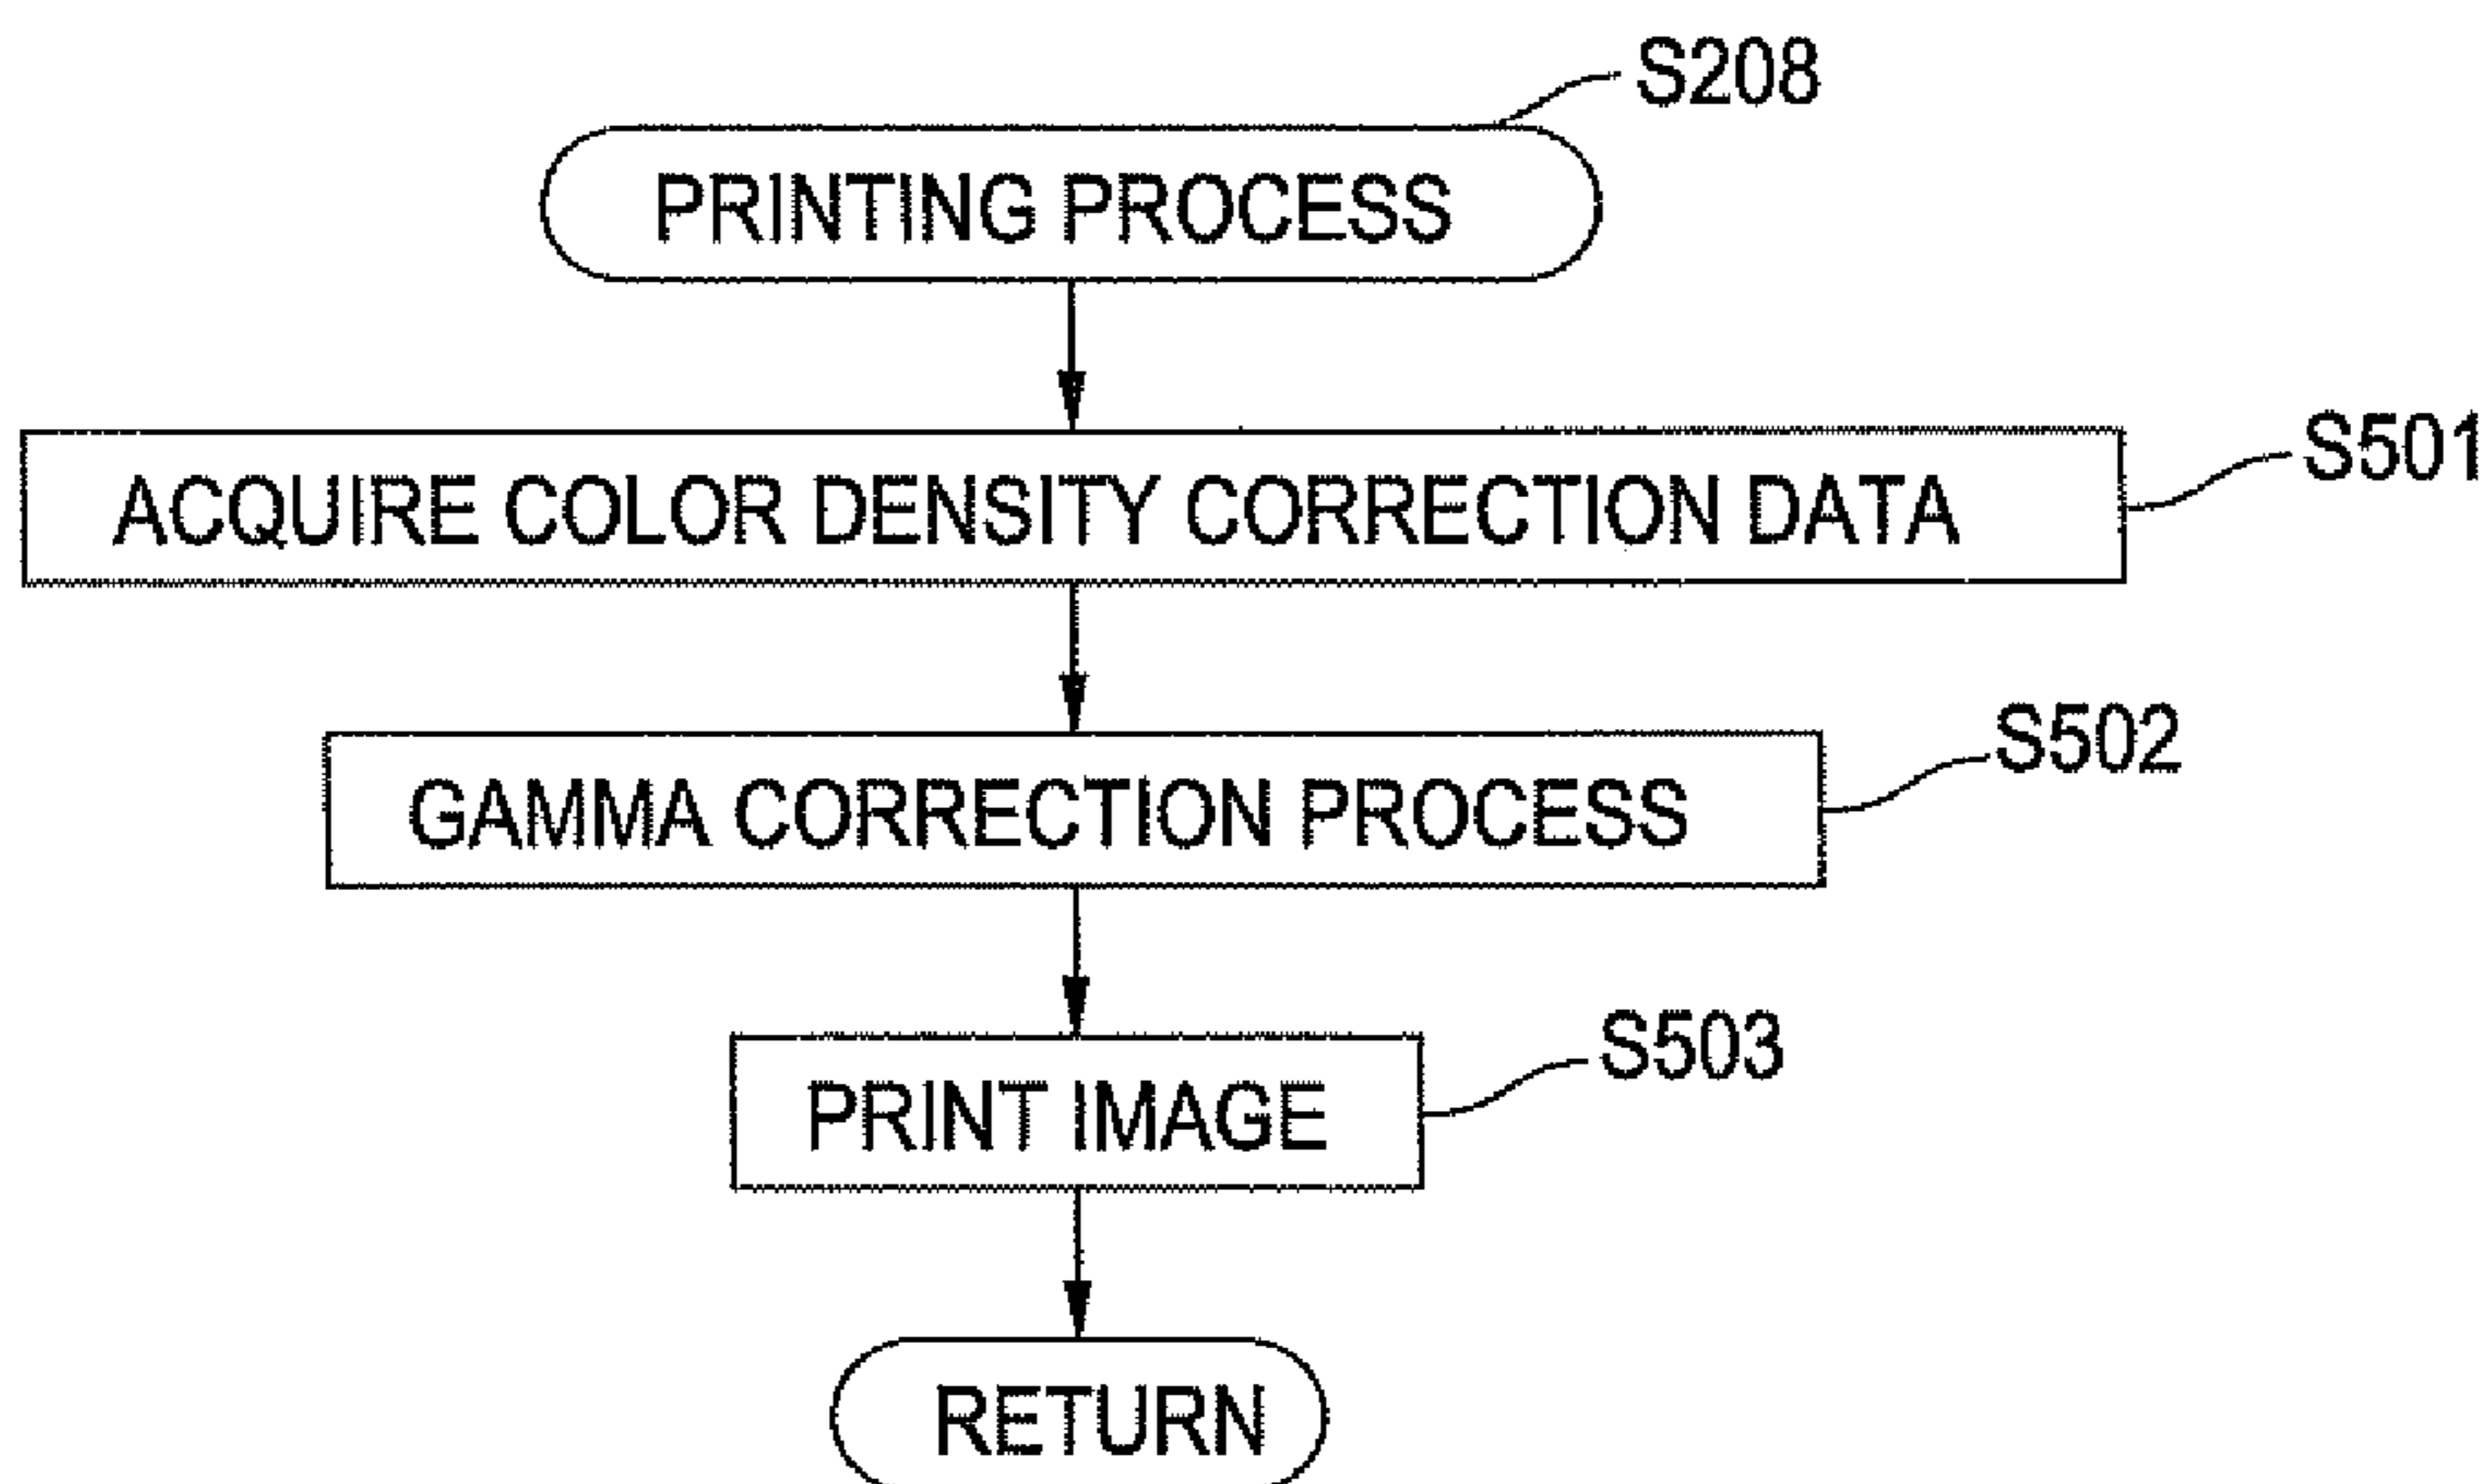 S208
PRINTING PROCESS
S501
ACQUIRE COLOR DENSITY CORRECTION DATA
S502
GAMMA CORRECTION PROCESS
S503
PRINT IMAGE
RETURN